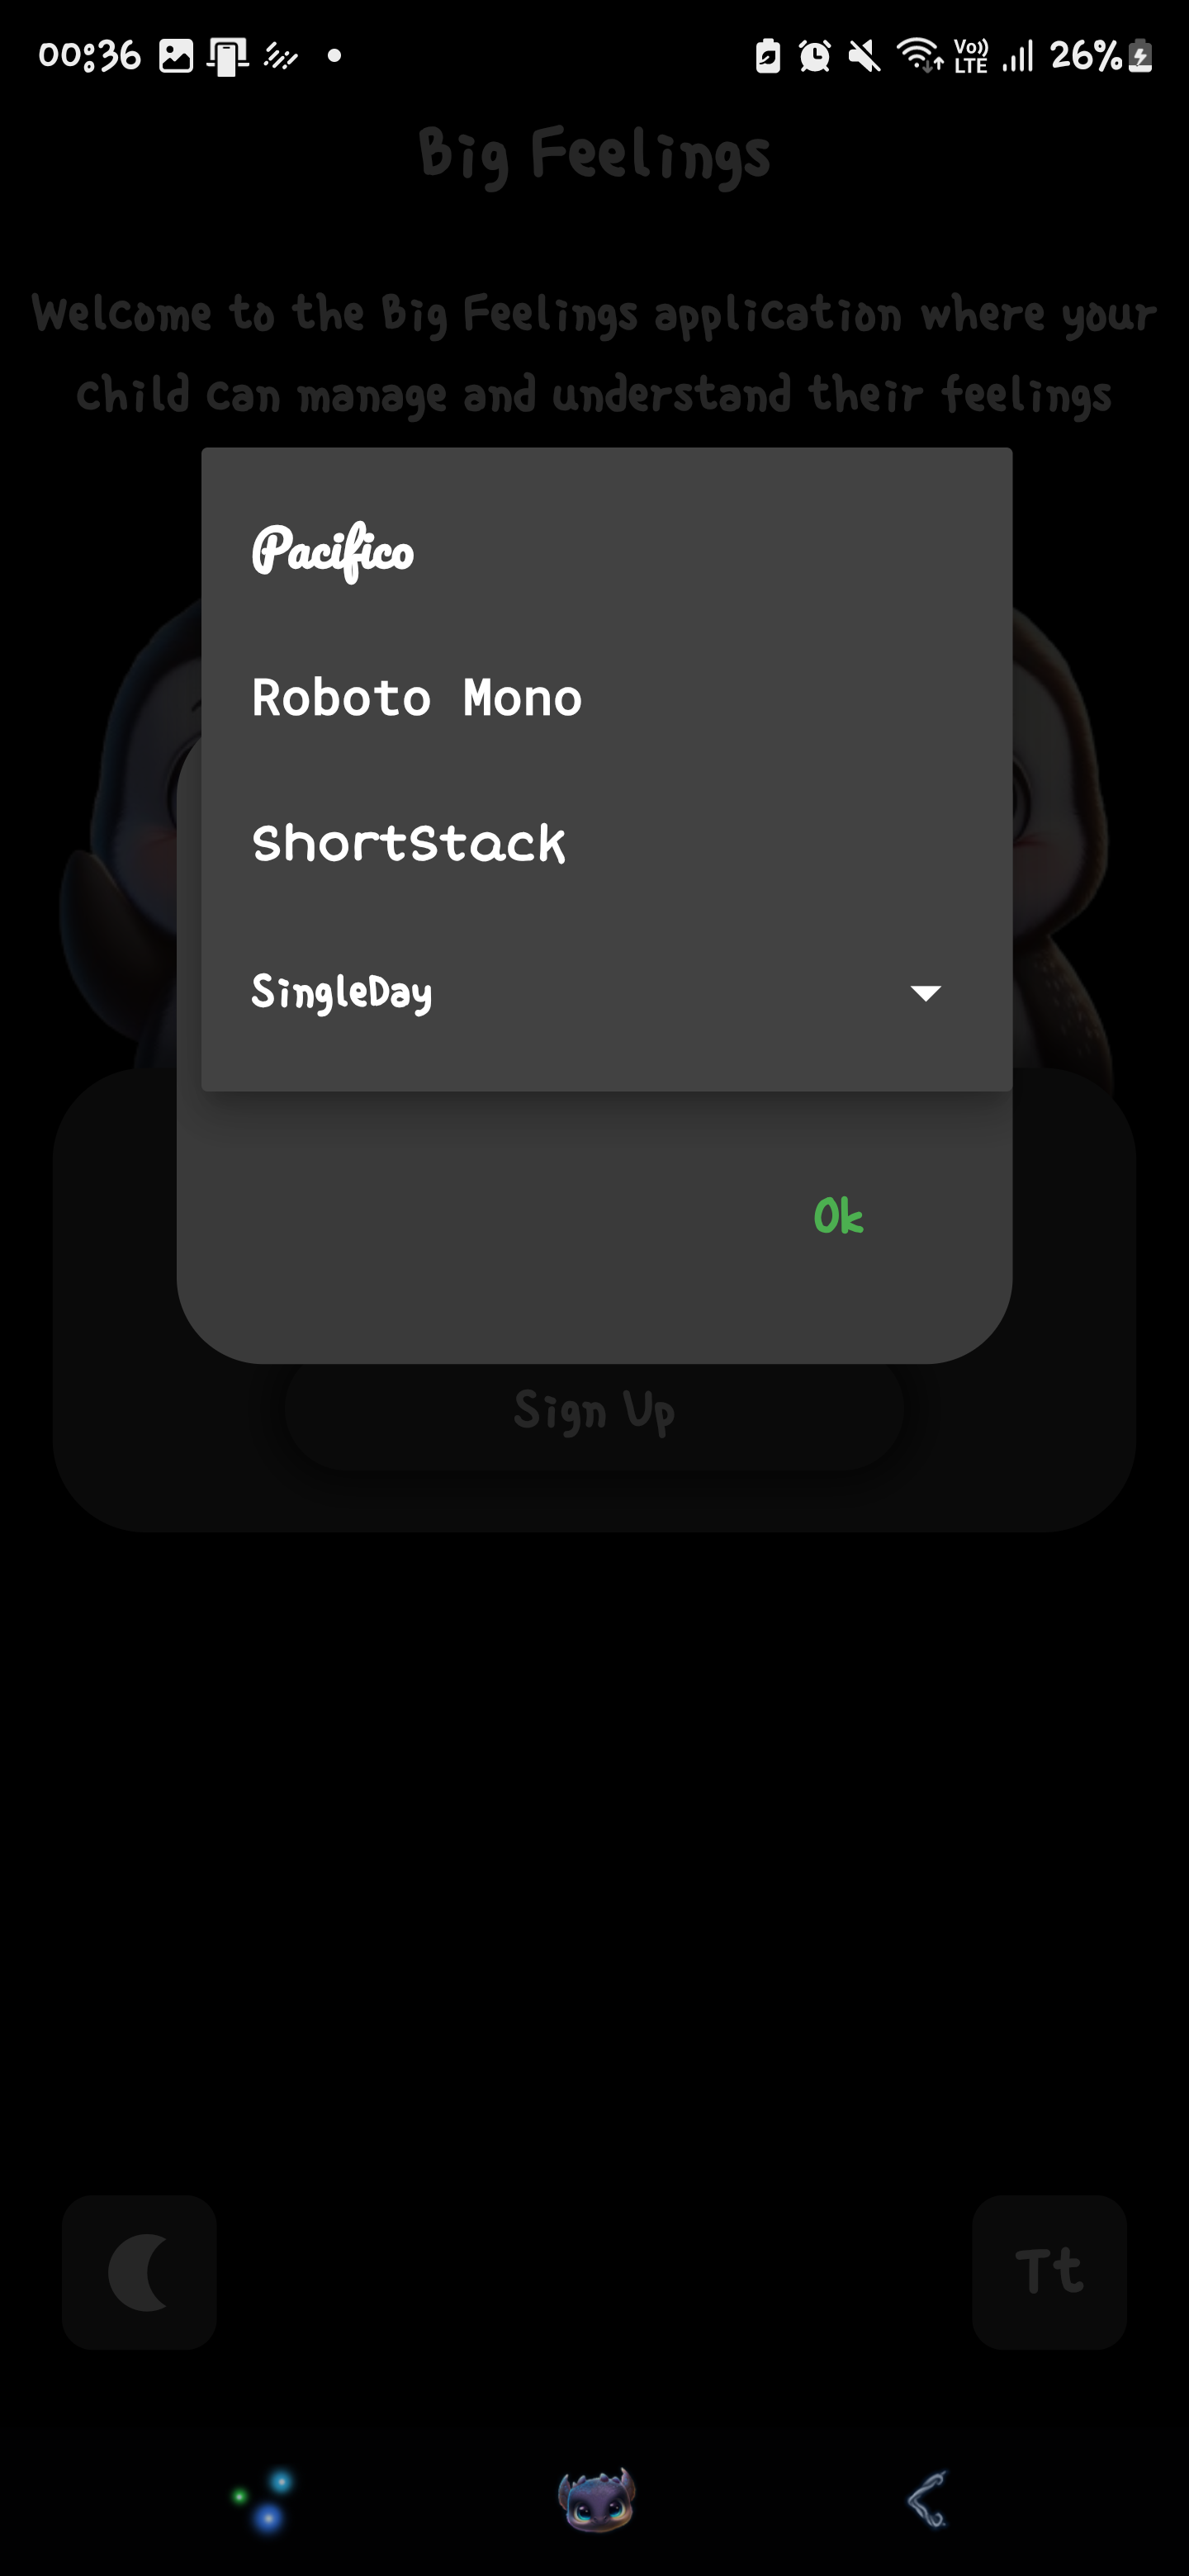 00:36 Vo)) LTE 26%
Big Feelings
Welcome to the Big Feelings application where your
child can manage and understand their feelings
Pacifico
Roboto Mono
ShortStack
SingleDay
Ok
Sign Up
Tt